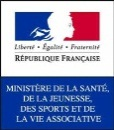 Liberté • Égalité • Fraternité
RÉPUBLIQUE FRANÇAISE
MINISTÈRE DE LA SANTÉ,
DE LA JEUNESSE,
DES SPORTS ET DE
LA VIE ASSOCIATIVE